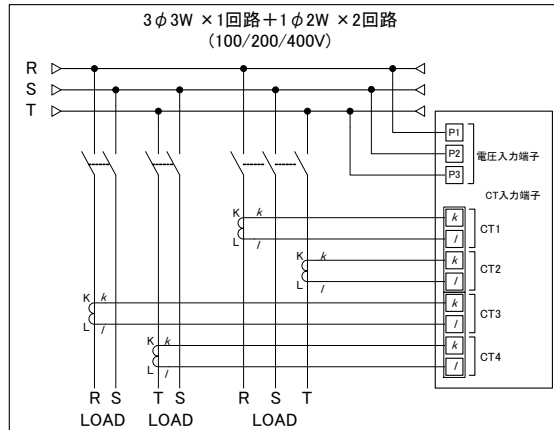 3φ3W ×1回路+1φ2W ×2回路
(100/200/400V)
R
S
T
P1
P2
P3
電圧入力端子
CT入力端子
K k
L l
k
l
CT1
K k
L l
k
l
CT2
K k
L l
k
l
CT3
K k
L l
k
l
CT4
R S T S R S T
LOAD LOAD LOAD